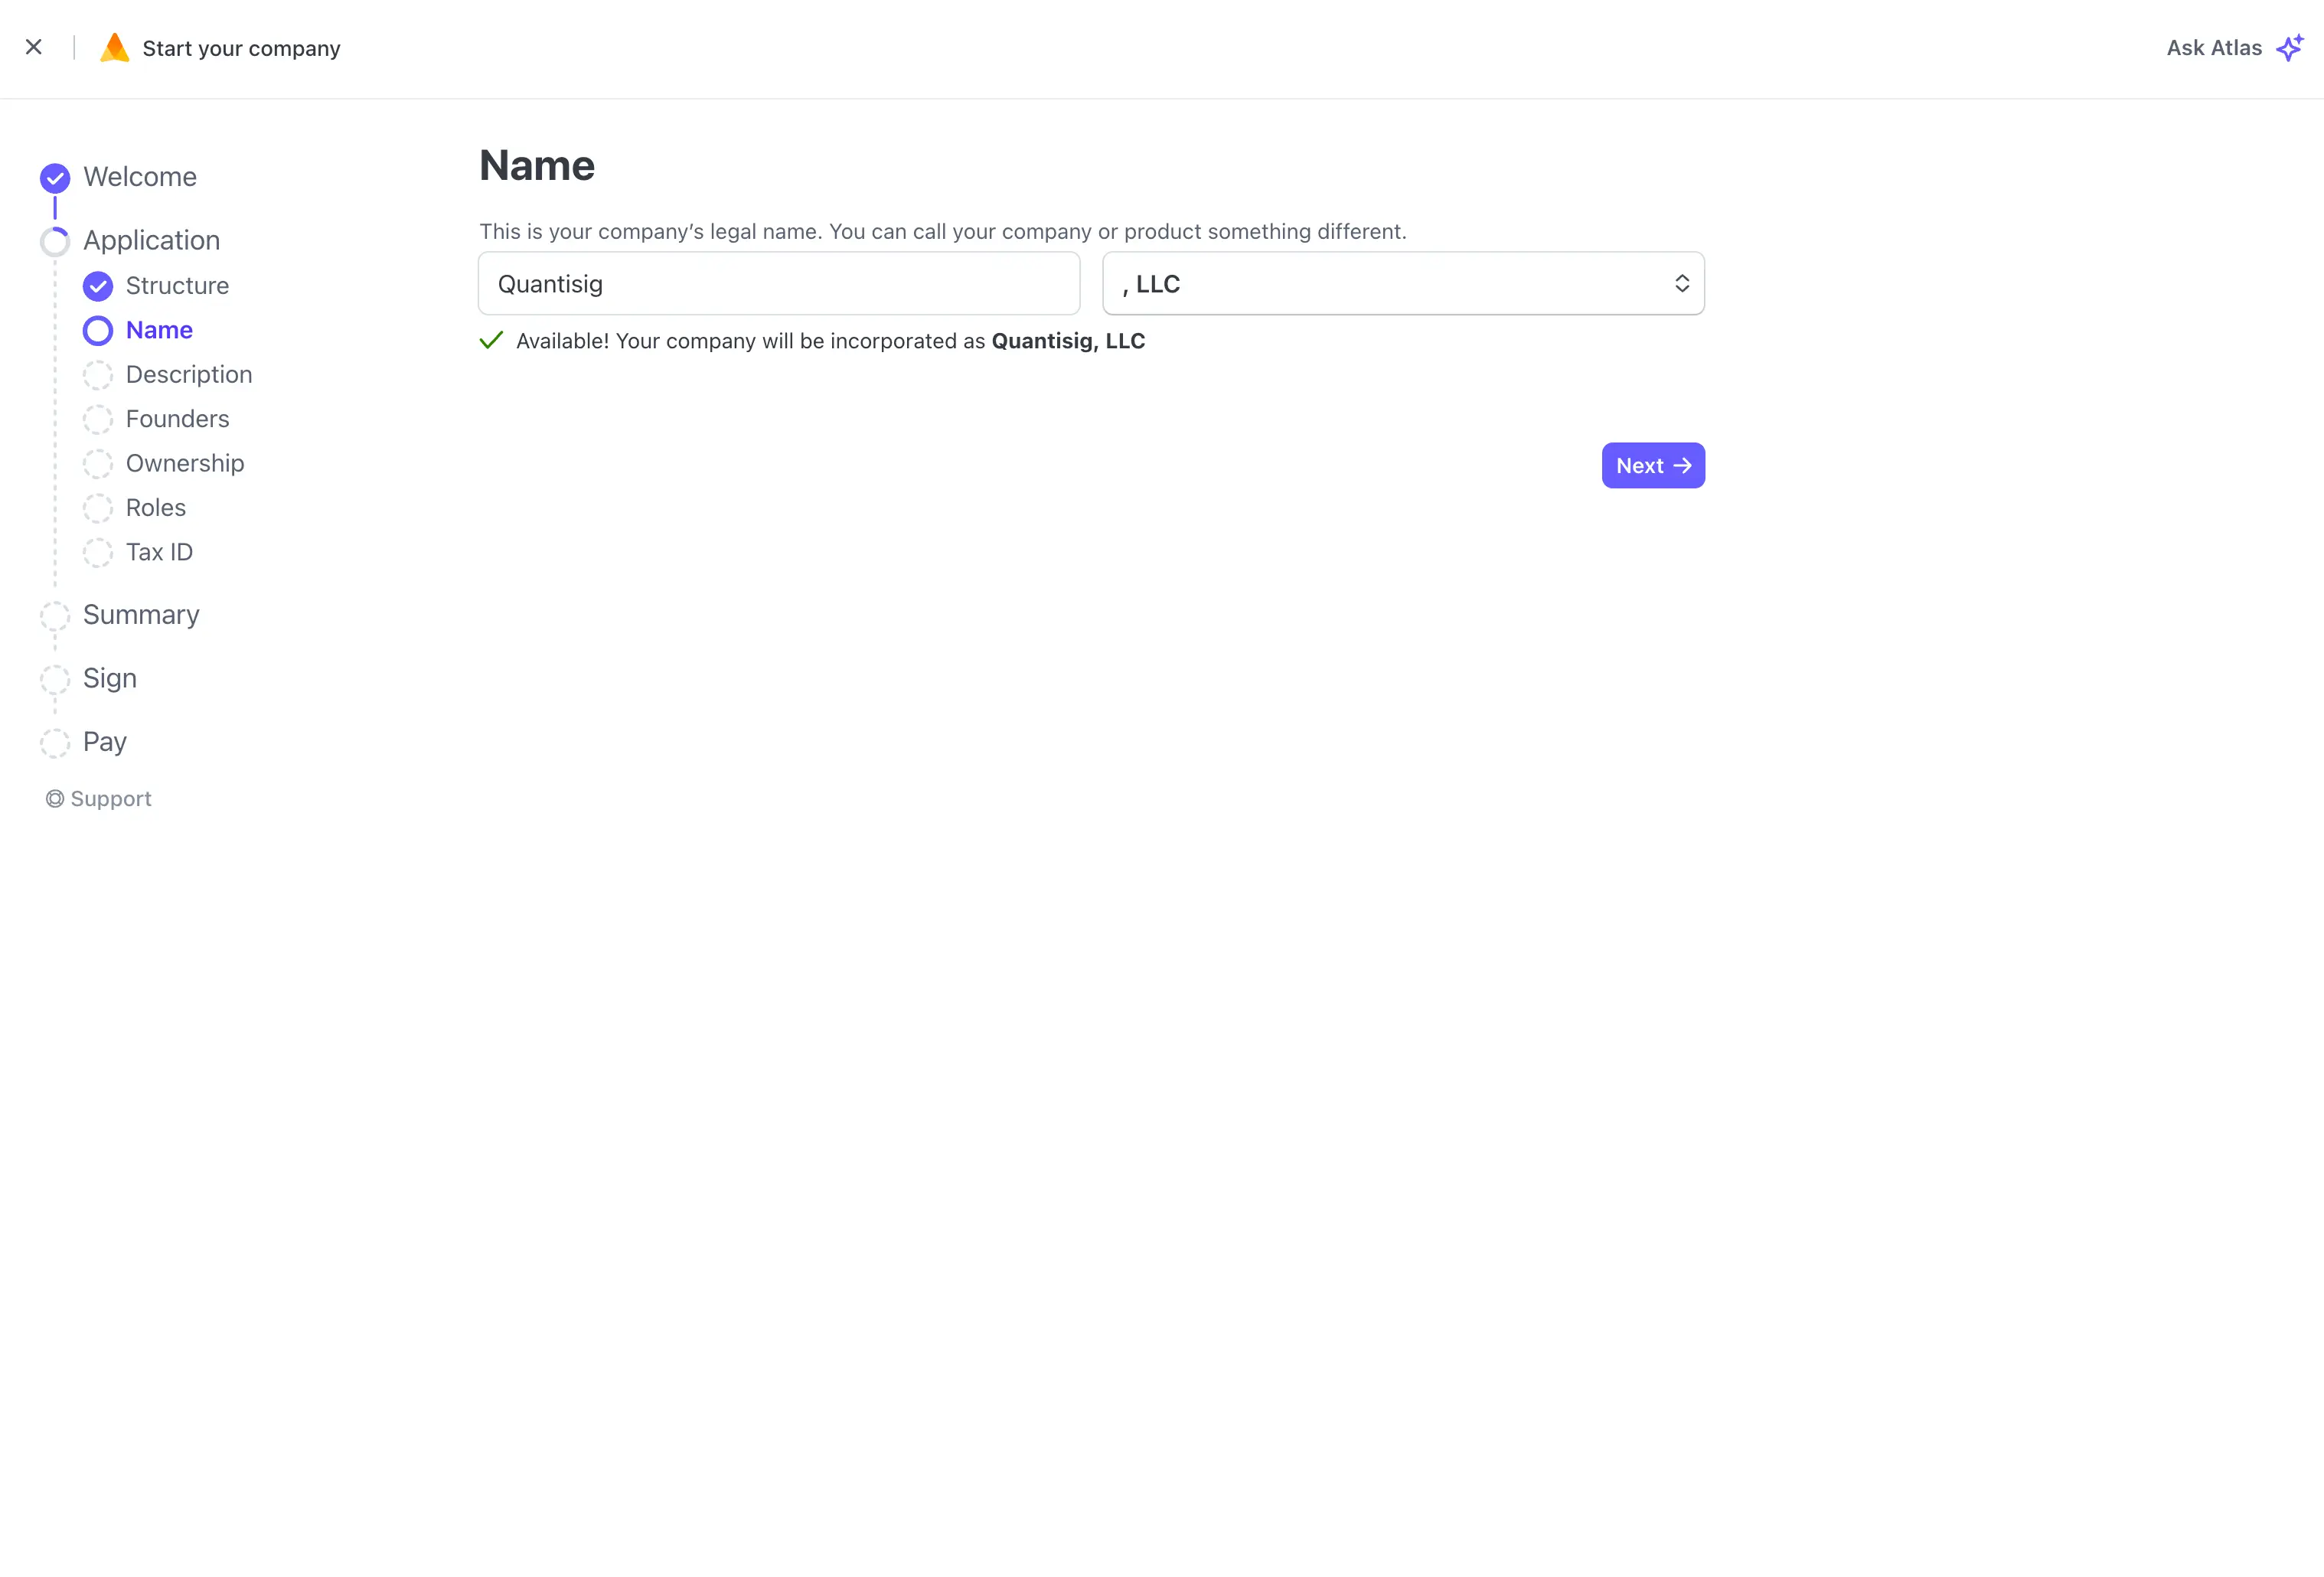 Start your company
Ask Atlas
Welcome
Application
Structure
Name
Description
Founders
Ownership
Roles
Tax ID
Summary
Sign
Pay
Support
Name
This is your company’s legal name. You can call your company or product something different.
Quantisig
, LLC
Available! Your company will be incorporated as Quantisig, LLC
Next